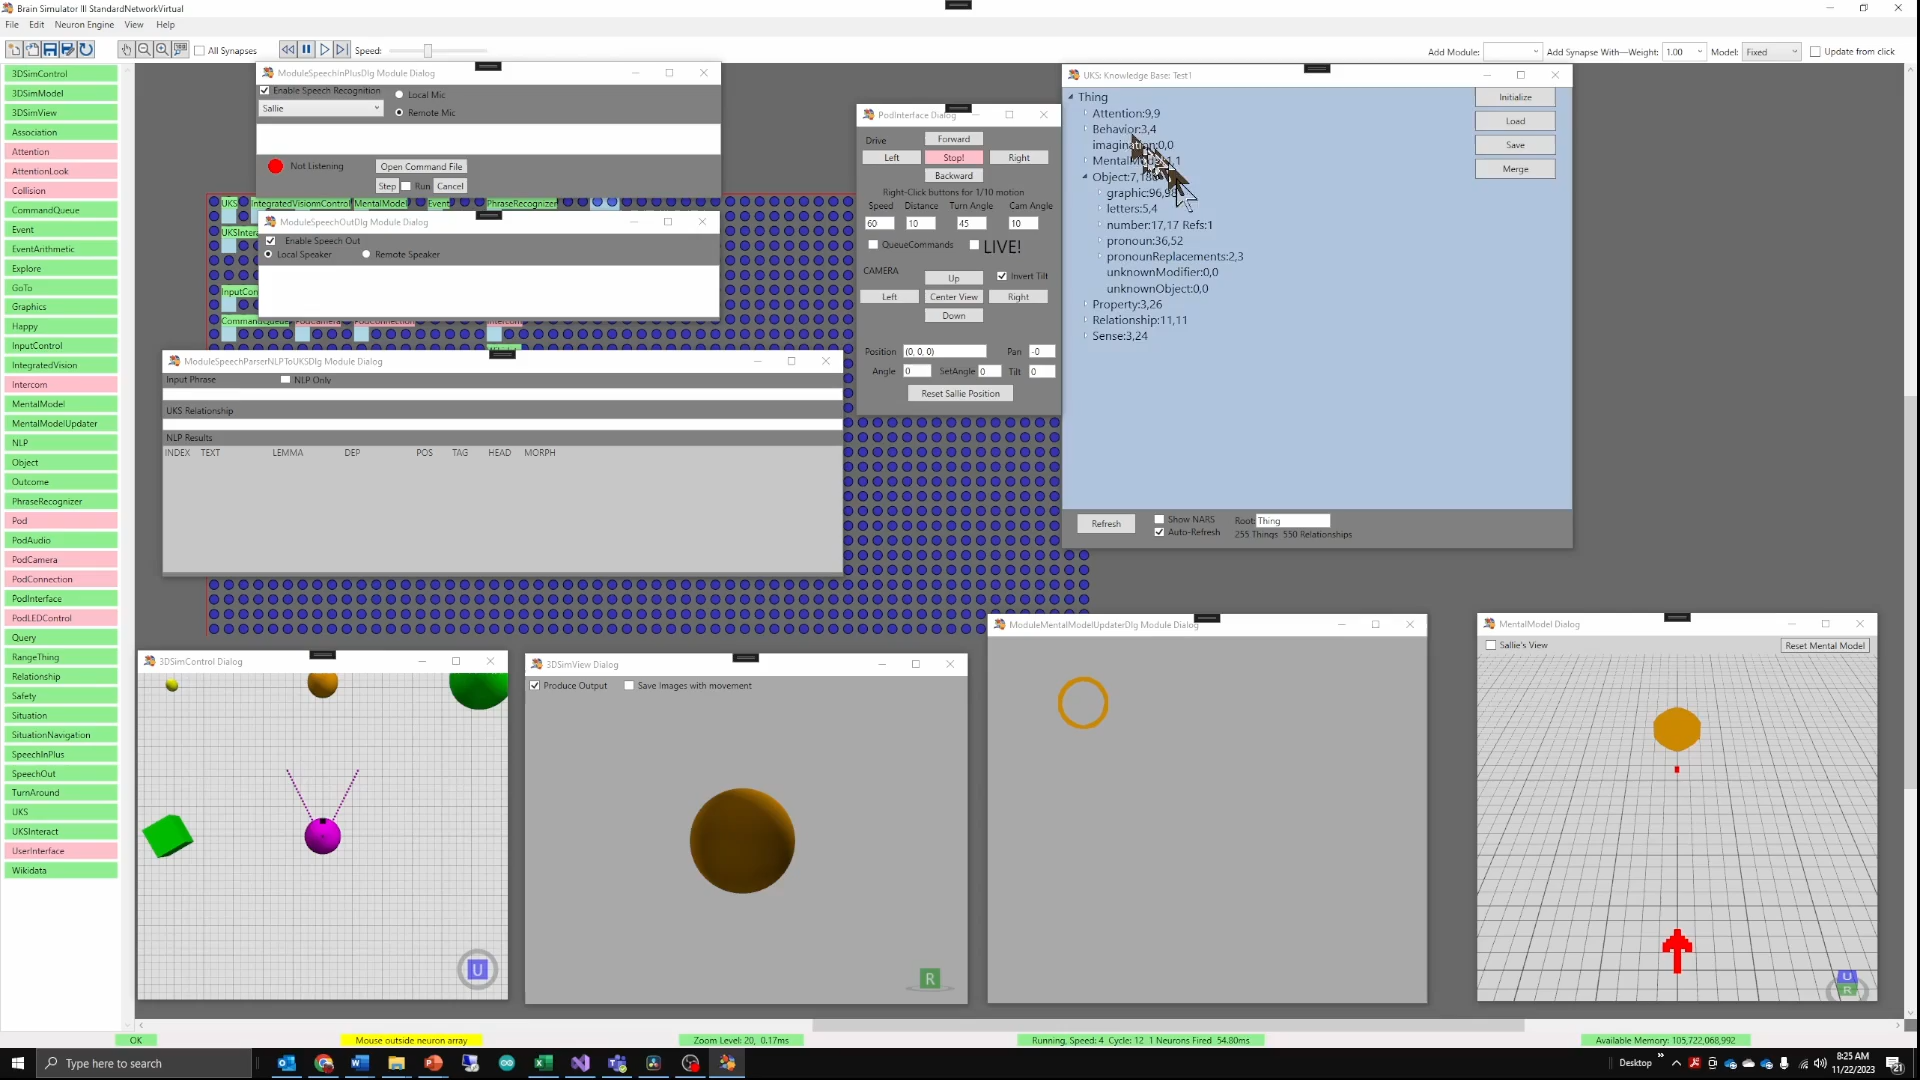 Brain Simulator III StandardNetworkVirtual
File Edit Neuron Engine View Help
All Synapses
Speed:
Add Module:
Add Synapse With—Weight: 1.00
Model: Fixed
Update from click
3DSimControl
3DSimModel
3DSimView
Association
Attention
AttentionLook
Collision
CommandQueue
Event
EventArithmetic
Explore
GoTo
Graphics
Happy
InputControl
IntegratedVision
Intercom
MentalModel
MentalModelUpdater
NLP
Object
Outcome
PhraseRecognizer
Pod
PodAudio
PodCamera
PodConnection
PodInterface
PodLEDControl
Query
RangeThing
Relationship
Safety
Situation
SituationNavigation
SpeechInPlus
SpeechOut
TurnAround
UKS
UKSInteract
UserInterface
Wikidata
ModuleSpeechInPlusDlg Module Dialog
Enable Speech Recognition
Local Mic
Sallie
Remote Mic
Not Listening
Open Command File
Step Run Cancel
UKS IntegratedVisiomControl MentalModel Event PhraseRecognizer
ModuleSpeechOutDlg Module Dialog
Enable Speech Out
Local Speaker Remote Speaker
ModuleSpeechParserNLPToUKSDlg Module Dialog
Input Phrase NLP Only
UKS Relationship
NLP Results
INDEX TEXT LEMMA DEP POS TAG HEAD MORPH
PodInterface Dialog
Drive
Forward
Left Stop! Right
Backward
Right-Click buttons for 1/10 motion
Speed Distance Turn Angle Cam Angle
60 10 45 10
QueueCommands LIVE!
CAMERA
Up
Invert Tilt
Left Center View Right
Down
Position (0, 0, 0) Pan -0
Angle 0 SetAngle 0 Tilt 0
Reset Sallie Position
UKS: Knowledge Base: Test1
Thing
Attention:9,9
Behavior:3,4
Object:7,
letters:5,4
number:17,17 Refs:1
pronoun:36,52
pronounReplacements:2,3
unknownModifier:0,0
unknownObject:0,0
Property:3,26
Relationship:11,11
Sense:3,24
Initialize
Load
Save
Merge
Refresh
Show NARS
Auto-Refresh
Root: Thing
255 Things 550 Relationships
3DSimControl Dialog
U
3DSimView Dialog
Produce Output Save Images with movement
R
ModuleMentalModelUpdaterDlg Module Dialog
MentalModel Dialog
Sallie's View
Reset Mental Model
U
R
OK
Mouse outside neuron array
Zoom Level: 20, 0.17ms
Running, Speed: 4 Cycle: 12 1 Neurons Fired 54.80ms
Available Memory: 105,722,068,992
Type here to search
Desktop
8:25 AM
11/22/2023
21